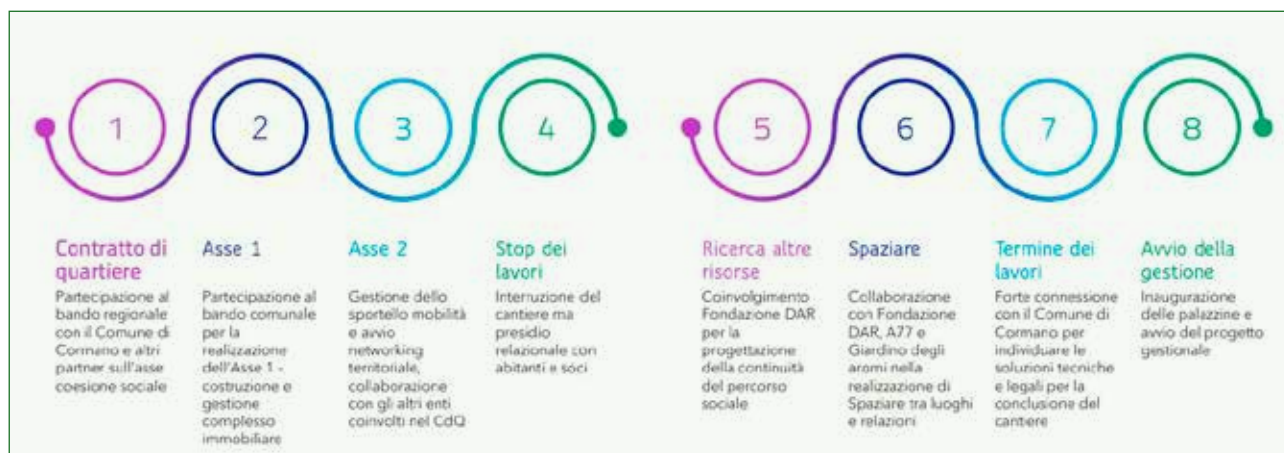 1
2
3
4
5
6
7
8
Contratto di
quartiere
Partecipazione al
bando regionale
con il Comune di
Cormano e altri
partner sull'asse
coesione sociale
Asse 1
Partecipazione al
bando comunale
per la
realizzazione
dell'Asse 1 -
costruzione e
gestione
complesso
immobiliare
Asse 2
Gestione dello
sportello mobilità
e avvio
networking
territoriale,
collaborazione
con gli altri enti
coinvolti nel CdQ
Stop dei
lavori
Interruzione del
cantiere ma
presidio
relazionale con
abitanti e soci
Ricerca altre
risorse
Coinvolgimento
Fondazione DAR
per la
progettazione
della continuità
del percorso
sociale
Spaziare
Collaborazione
con Fondazione
DAR, A77 e
Giardino degli
aromi nella
realizzazione di
Spaziare tra luoghi
e relazioni
Termine dei
lavori
Forte connessione
con il Comune di
Cormano per
individuare le
soluzioni tecniche
e legali per la
conclusione del
cantiere
Avvio della
gestione
Inaugurazione
delle palazzine e
avvio del progetto
gestionale